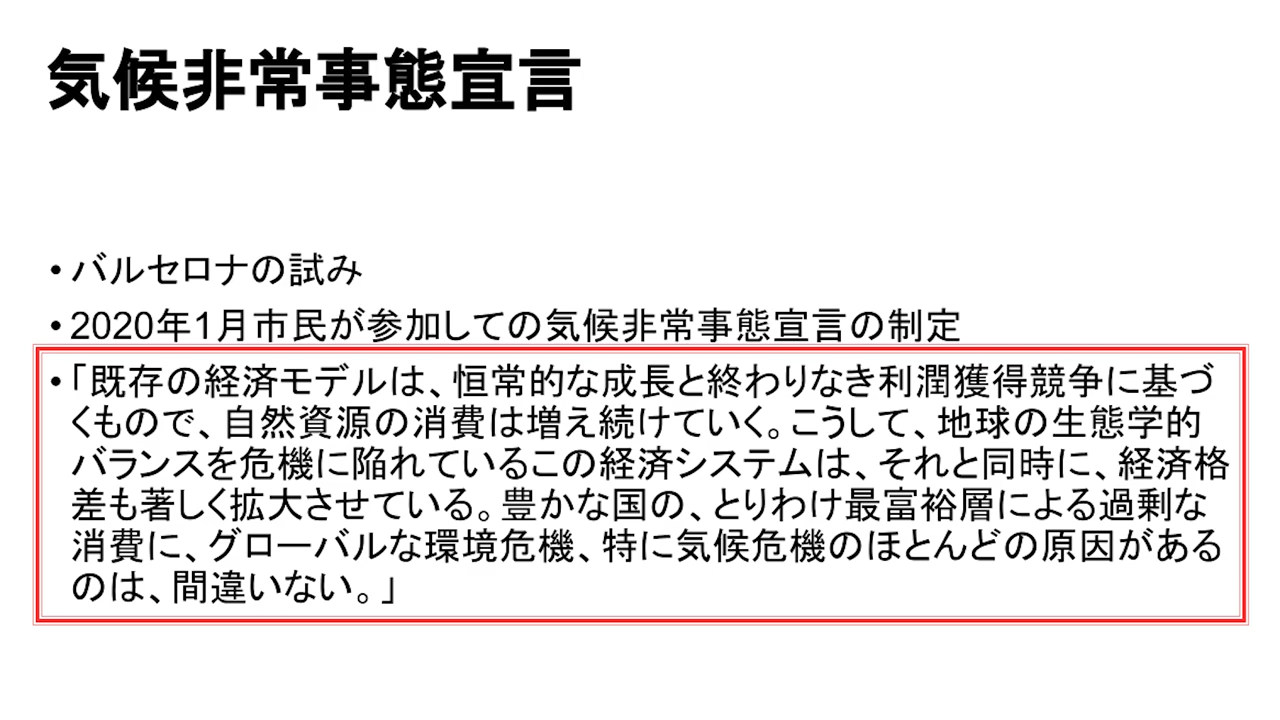 気候非常事態宣言
• バルセロナの試み
• 2020年1月市民が参加しての気候非常事態宣言の制定
• 「既存の経済モデルは、恒常的な成長と終わりなき利潤獲得競争に基づ
くもので、自然資源の消費は増え続けていく。こうして、地球の生態学的
バランスを危機に陥れているこの経済システムは、それと同時に、経済格
差も著しく拡大させている。豊かな国の、とりわけ最富裕層による過剰な
消費に、グローバルな環境危機、特に気候危機のほとんどの原因がある
のは、間違いない。」